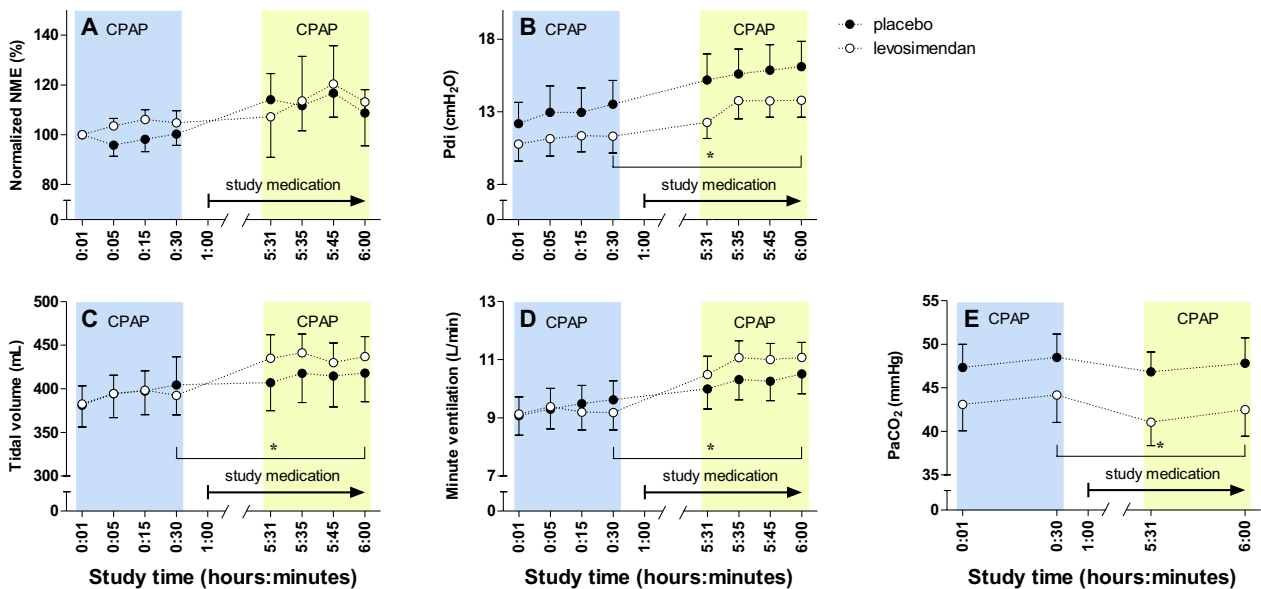 A CPAP CPAP
Normalized NME (%)
140
120
100
80
0
study medication
0:01 0:05 0:15 0:30 1:00 5:31 5:35 5:45 6:00
B CPAP CPAP
Pdi (cmH2O)
18
13
8
0
*
study medication
0:01 0:05 0:15 0:30 1:00 5:31 5:35 5:45 6:00
placebo
levosimendan
C CPAP CPAP
Tidal volume (mL)
500
450
400
350
300
0
*
study medication
0:01 0:05 0:15 0:30 1:00 5:31 5:35 5:45 6:00
Study time (hours:minutes)
D CPAP CPAP
Minute ventilation (L/min)
13
11
9
7
0
*
study medication
0:01 0:05 0:15 0:30 1:00 5:31 5:35 5:45 6:00
Study time (hours:minutes)
E CPAP CPAP
PaCO2 (mmHg)
55
50
45
40
35
0
*
study medication
0:01 0:30 1:00 5:31 6:00
Study time (hours:minutes)